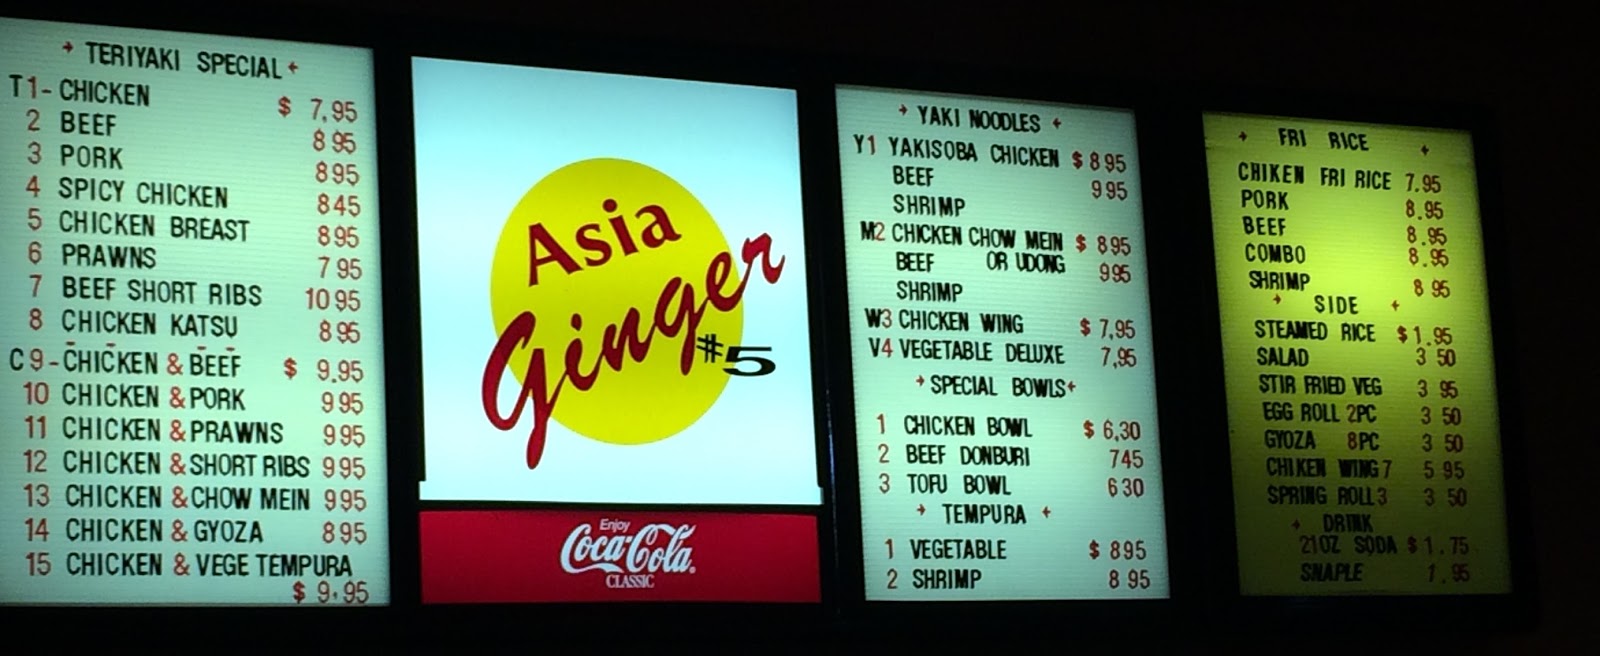 TERIYAKI SPECIAL
T1- CHICKEN $ 7,95
2 BEEF 8 95
3 PORK 8 95
4 SPICY CHICKEN 8 45
5 CHICKEN BREAST 8 95
6 PRAWNS 7 95
7 BEEF SHORT RIBS 10 95
8 CHICKEN KATSU 8 95
C 9 - CHICKEN & BEEF $ 9.95
10 CHICKEN & PORK 9 95
11 CHICKEN & PRAWNS 9 95
12 CHICKEN & SHORT RIBS 9 95
13 CHICKEN & CHOW MEIN 9 95
14 CHICKEN & GYOZA 8 95
15 CHICKEN & VEGE TEMPURA
$ 9.95
Asia
Ginger
#5
Enjoy
Coca-Cola
CLASSIC
YAKI NOODLES
Y1 YAKISOBA CHICKEN $ 8 95
BEEF 9 95
SHRIMP
M2 CHICKEN CHOW MEIN $ 8 95
BEEF OR UDONG 9 95
SHRIMP
W3 CHICKEN WING $ 7,95
V4 VEGETABLE DELUXE 7,95
SPECIAL BOWLS
1 CHICKEN BOWL $ 6,30
2 BEEF DONBURI 7 45
3 TOFU BOWL 6 30
TEMPURA
1 VEGETABLE $ 8 95
2 SHRIMP 8 95
FRI RICE
CHIKEN FRI RICE 7.95
PORK 8.95
BEEF 8.95
COMBO 8.95
SHRIMP 8 95
SIDE
STEAMED RICE $ 1.95
SALAD 3 50
STIR FRIED VEG 3 95
EGG ROLL 2PC 3 50
GYOZA 8PC 3 50
CHIKEN WING 7 5 95
SPRING ROLL 3 3 50
DRINK
21OZ SODA $ 1.75
SNAPLE 1.95